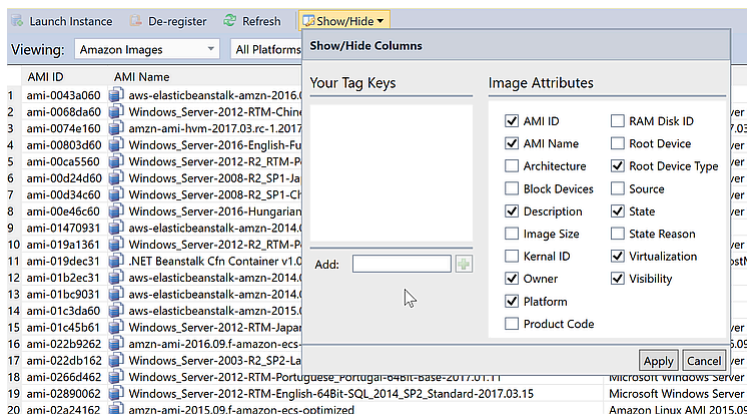 Launch Instance De-register Refresh Show/Hide
Viewing: Amazon Images All Platforms
Show/Hide Columns
Your Tag Keys Image Attributes
AMI ID AMI Name
1 ami-0043a060 aws-elasticbeanstalk-amzn-2016.0
2 ami-0068da60 Windows_Server-2012-RTM-Chine
3 ami-0074e160 amzn-ami-hvm-2017.03.rc-1.2017
4 ami-00803d60 Windows_Server-2016-English-Fu
5 ami-00ca5560 Windows_Server-2012-R2_RTM-P
6 ami-00d24d60 Windows_Server-2008-R2_SP1-Ja
7 ami-00d34c60 Windows_Server-2008-R2_SP1-Ch
8 ami-00e46c60 Windows_Server-2016-Hungarian
9 ami-01470931 aws-elasticbeanstalk-amzn-2014.0
10 ami-019a1361 Windows_Server-2012-R2_RTM-P
11 ami-019dec31 .NET Beanstalk Cfn Container v1.0
12 ami-01b2ec31 aws-elasticbeanstalk-amzn-2014.0
13 ami-01bc9031 aws-elasticbeanstalk-amzn-2014.0
14 ami-01c3da60 aws-elasticbeanstalk-amzn-2015.0
15 ami-01c45b61 Windows_Server-2012-RTM-Japar
16 ami-022b9262 amzn-ami-2016.09.f-amazon-ecs-
17 ami-022db162 Windows_Server-2003-R2_SP2-La
18 ami-0266d462 Windows_Server-2012-RTM-Portuguese_Portugal-64Bit-Base-2017.01.11 Microsoft Windows Server
19 ami-02890062 Windows_Server-2012-RTM-English-64Bit-SQL_2014_SP2_Standard-2017.03.15 Microsoft Windows Server
20 ami-02a24162 amzn-ami-2015.09.f-amazon-ecs-optimized Amazon Linux AMI 2015.09
Add:
AMI ID RAM Disk ID
AMI Name Root Device
Architecture Root Device Type
Block Devices Source
Description State
Image Size State Reason
Kernal ID Virtualization
Owner Visibility
Platform
Product Code
Apply Cancel